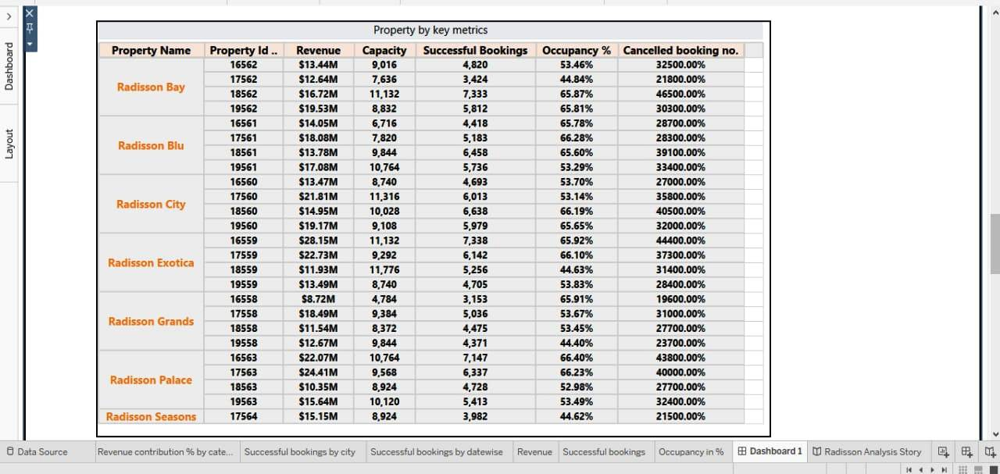 Dashboard
Layout
Property by key metrics
Property Name Property Id .. Revenue Capacity Successful Bookings Occupancy % Cancelled booking no.
Radisson Bay
16562 $13.44M 9,016 4,820 53.46% 32500.00%
17562 $12.64M 7,636 3,424 44.84% 21800.00%
18562 $16.72M 11,132 7,333 65.87% 46500.00%
19562 $19.53M 8,832 5,812 65.81% 30300.00%
Radisson Blu
16561 $14.05M 6,716 4,418 65.78% 28700.00%
17561 $18.08M 7,820 5,183 66.28% 28300.00%
18561 $13.78M 9,844 6,458 65.60% 39100.00%
19561 $17.08M 10,764 5,736 53.29% 33400.00%
Radisson City
16560 $13.47M 8,740 4,693 53.70% 27000.00%
17560 $21.81M 11,316 6,013 53.14% 35800.00%
18560 $14.95M 10,028 6,638 66.19% 40500.00%
19560 $19.17M 9,108 5,979 65.65% 32000.00%
Radisson Exotica
16559 $28.15M 11,132 7,338 65.92% 44400.00%
17559 $22.73M 9,292 6,142 66.10% 37300.00%
18559 $11.93M 11,776 5,256 44.63% 31400.00%
19559 $13.49M 8,740 4,705 53.83% 28400.00%
Radisson Grands
16558 $8.72M 4,784 3,153 65.91% 19600.00%
17558 $18.49M 9,384 5,036 53.67% 31000.00%
18558 $11.54M 8,372 4,475 53.45% 27700.00%
19558 $12.67M 9,844 4,371 44.40% 23700.00%
Radisson Palace
16563 $22.07M 10,764 7,147 66.40% 43800.00%
17563 $24.41M 9,568 6,337 66.23% 40000.00%
18563 $10.35M 8,924 4,728 52.98% 27700.00%
19563 $15.64M 10,120 5,413 53.49% 32400.00%
Radisson Seasons 17564 $15.15M 8,924 3,982 44.62% 21500.00%
Data Source Revenue contribution % by cate... Successful bookings by city Successful bookings by datewise Revenue Successful bookings Occupancy in % Dashboard 1 Radisson Analysis Story